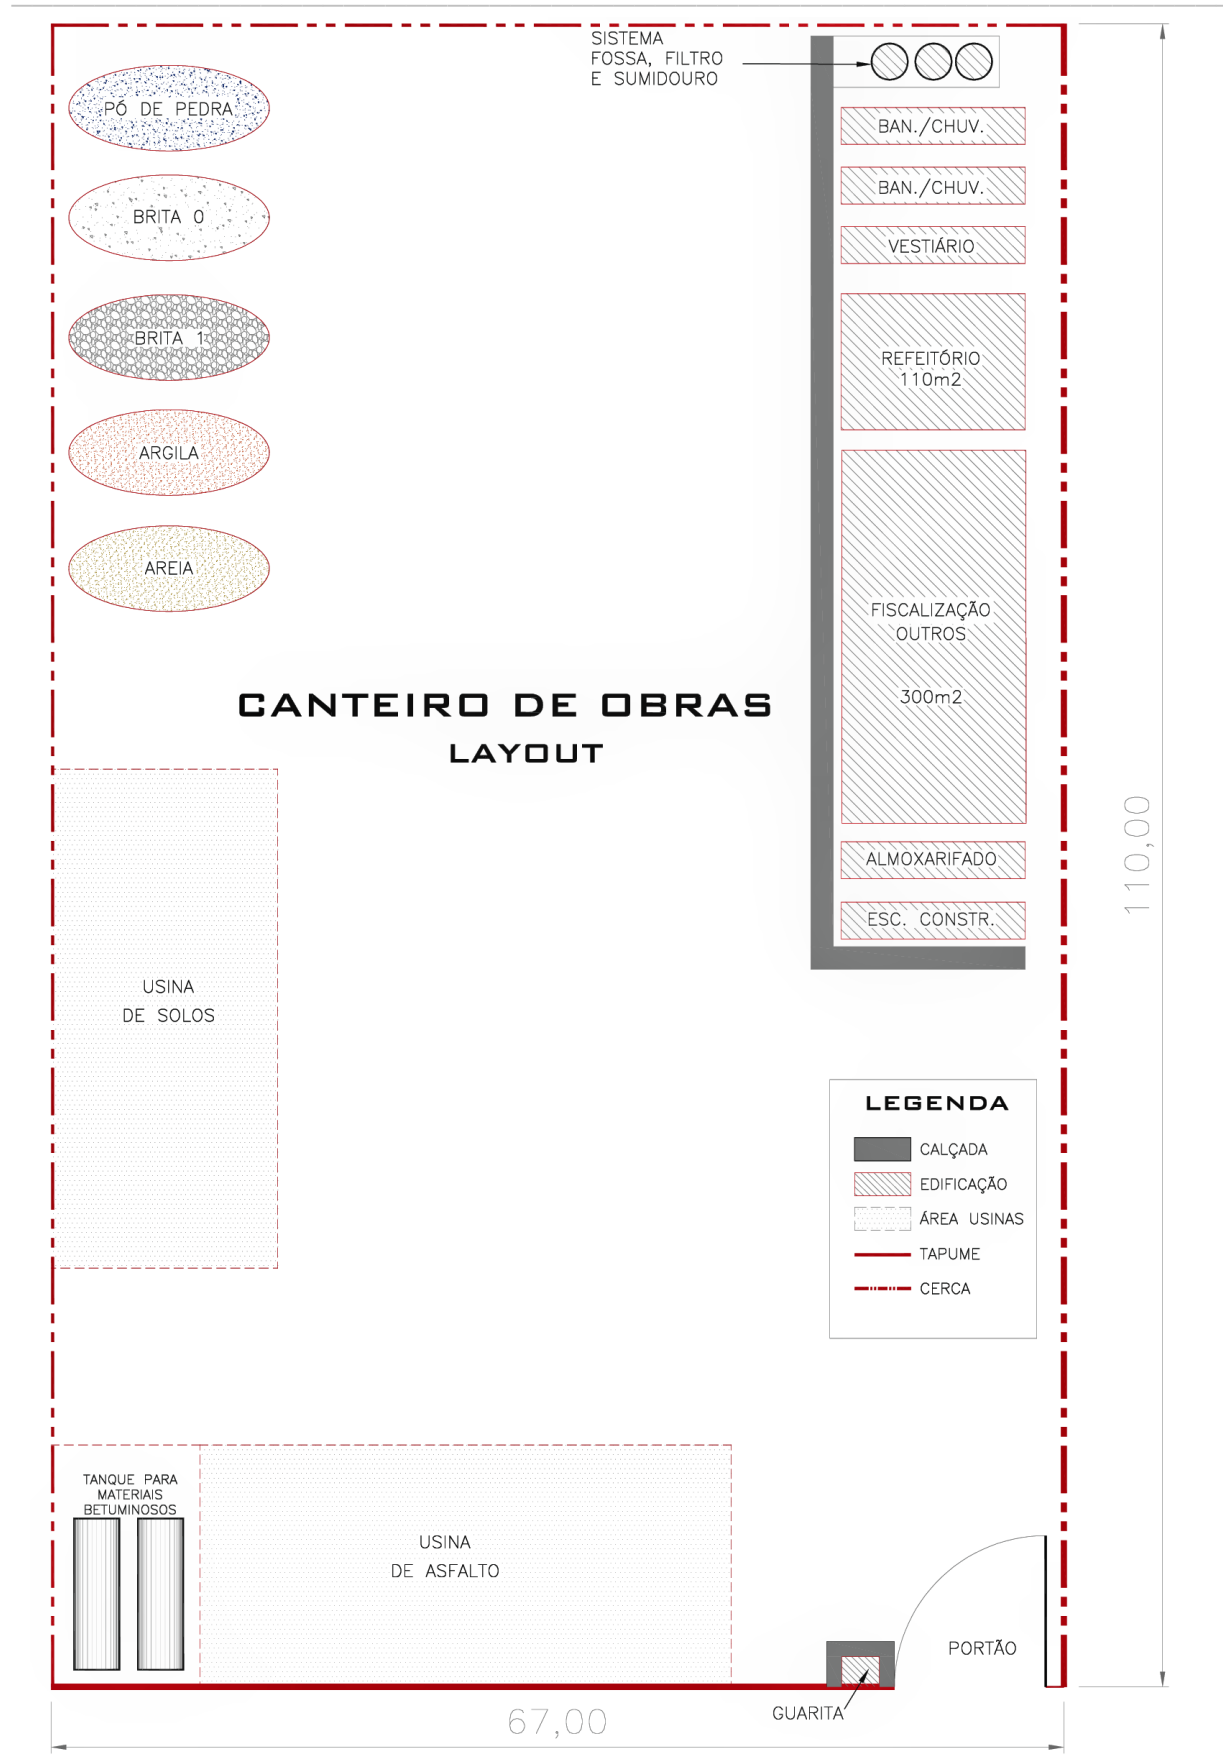 SISTEMA
FOSSA, FILTRO
E SUMIDOURO
PÓ DE PEDRA
BAN./CHUV.
BRITA 0
BAN./CHUV.
VESTIÁRIO
BRITA 1
REFEITÓRIO
110m2
ARGILA
AREIA
FISCALIZAÇÃO
OUTROS
300m2
CANTEIRO DE OBRAS
LAYOUT
ALMOXARIFADO
110,00
ESC. CONSTR.
USINA
DE SOLOS
LEGENDA
CALÇADA
EDIFICAÇÃO
ÁREA USINAS
TAPUME
CERCA
TANQUE PARA
MATERIAIS
BETUMINOSOS
USINA
DE ASFALTO
PORTÃO
GUARITA
67,00